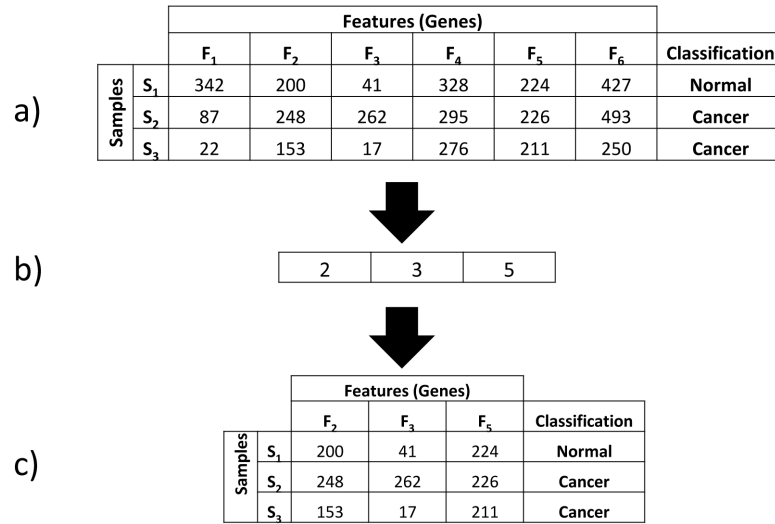 a)
Features (Genes)
F₁ F₂ F₃ F₄ F₅ F₆ Classification
Samples
S₁ 342 200 41 328 224 427 Normal
S₂ 87 248 262 295 226 493 Cancer
S₃ 22 153 17 276 211 250 Cancer
b)
2 3 5
c)
Features (Genes)
F₂ F₃ F₅ Classification
Samples
S₁ 200 41 224 Normal
S₂ 248 262 226 Cancer
S₃ 153 17 211 Cancer